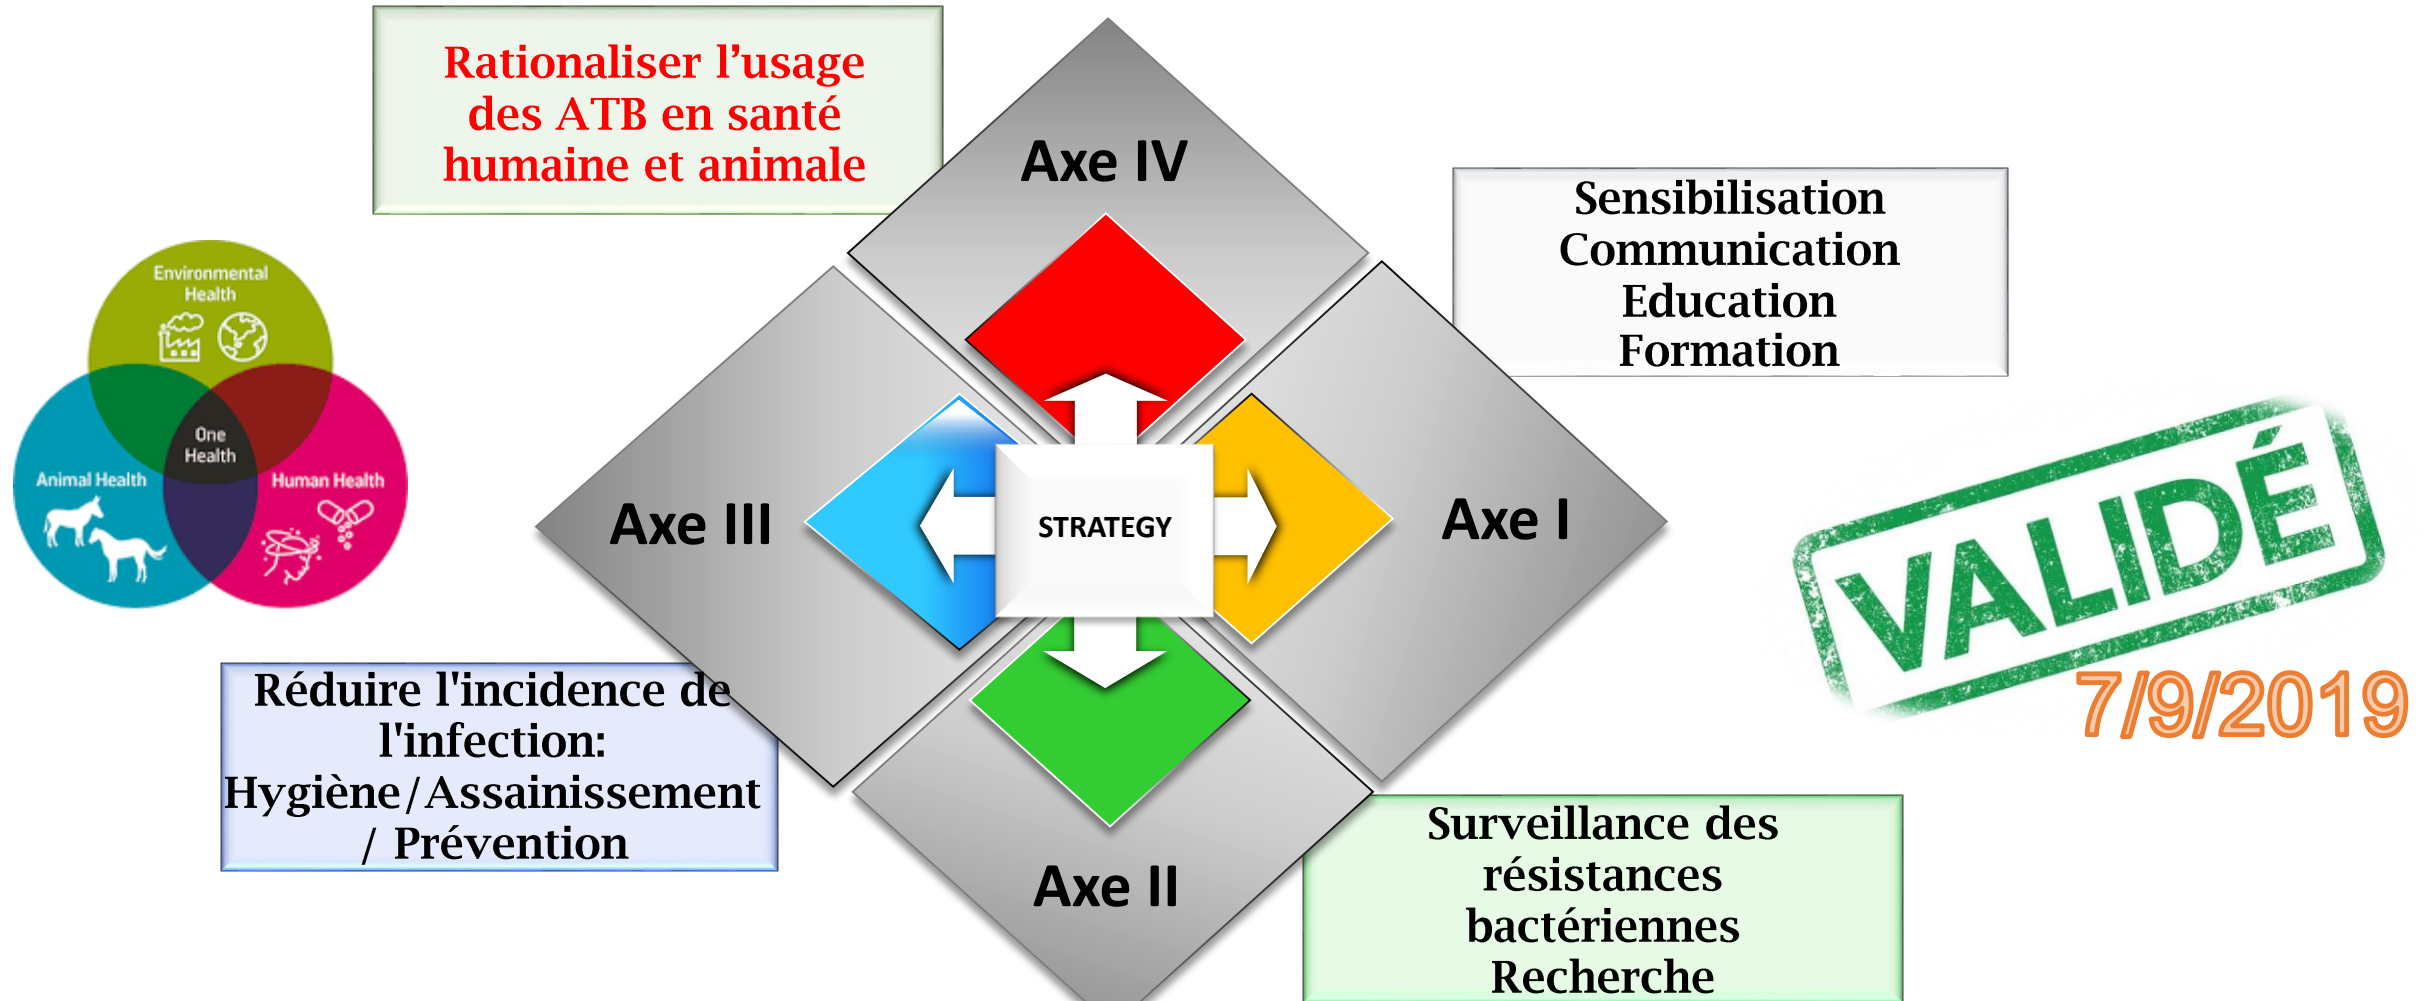 Rationaliser l’usage
des ATB en santé
humaine et animale
Axe IV
Sensibilisation
Communication
Education
Formation
Environmental
Health
One
Health
Animal Health
Human Health
Axe III
STRATEGY
Axe I
VALIDÉ
7/9/2019
Réduire l'incidence de
l'infection:
Hygiène/Assainissement
/ Prévention
Axe II
Surveillance des
résistances
bactériennes
Recherche